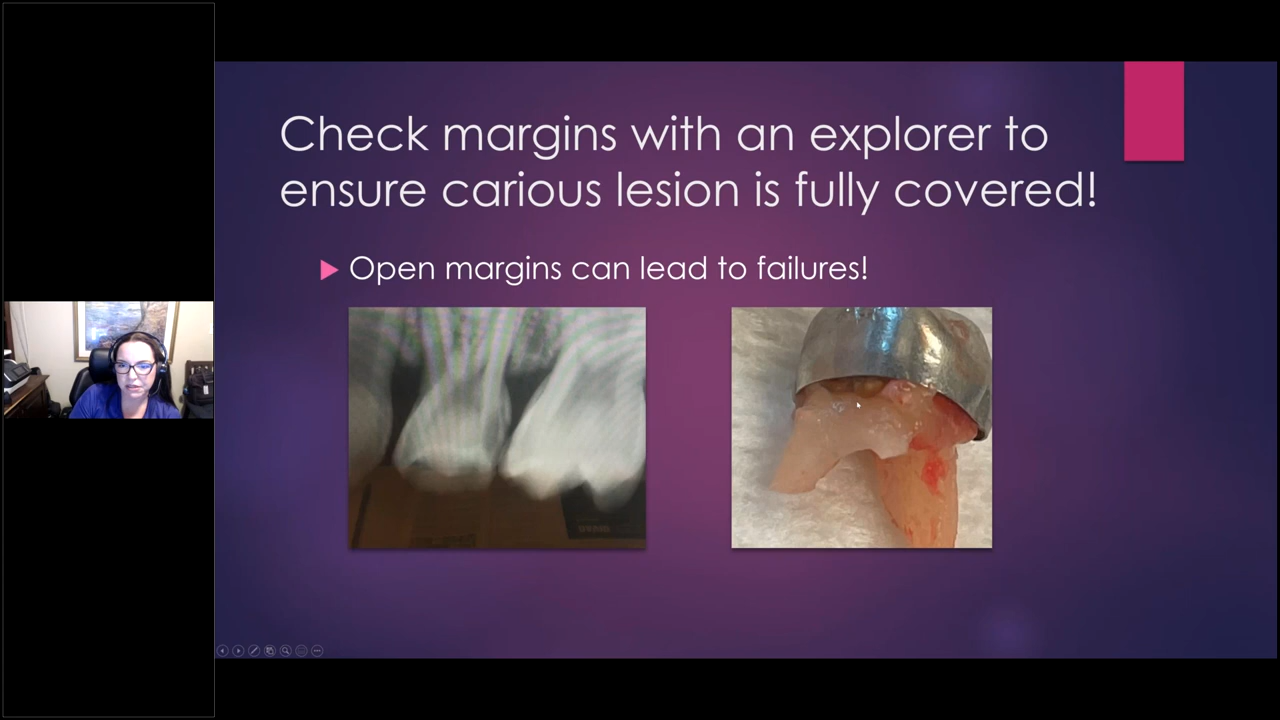 Check margins with an explorer to
ensure carious lesion is fully covered!
Open margins can lead to failures!